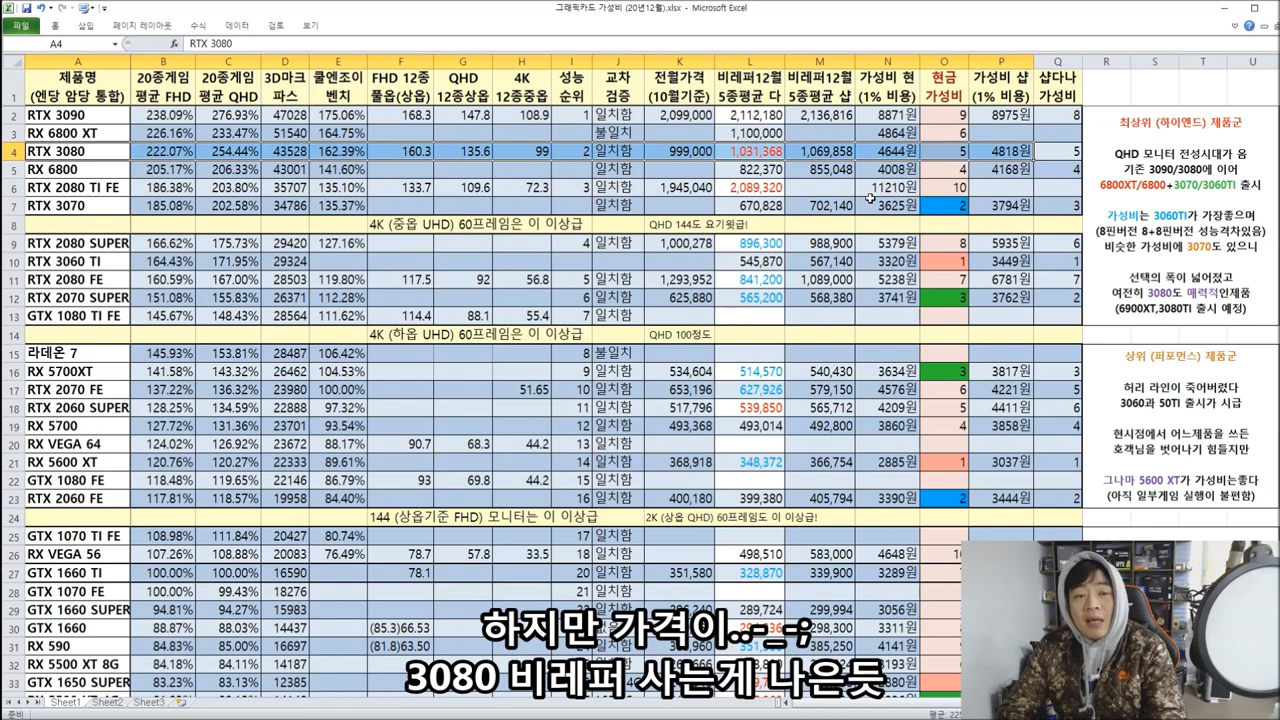 그래픽카드 가성비 (20년12월).xlsx - Microsoft Excel
파일 홈 삽입 페이지 레이아웃 수식 데이터 검토 보기
A4 fx RTX 3080
A B C D E F G H I J K L M N O P Q R S T U
1 제품명 (엔당 암당 통합) 20종게임 평균 FHD 20종게임 평균 QHD 3D마크 파스 쿨엔조이 벤치 FHD 12종 풀옵(상옵) QHD 12종상옵 4K 12종중옵 성능 순위 교차 검증 전월가격 (10월기준) 비레퍼12월 5종평균 다 비레퍼12월 5종평균 샵 가성비 현 (1% 비용) 현금 가성비 가성비 샵 (1% 비용) 샵다나 가성비
2 RTX 3090 238.09% 276.93% 47028 175.06% 168.3 147.8 108.9 1 일치함 2,099,000 2,112,180 2,136,816 8871원 9 8975원 8
3 RX 6800 XT 226.16% 233.47% 51540 164.75% 불일치 1,100,000 4864원 6
4 RTX 3080 222.07% 254.44% 43528 162.39% 160.3 135.6 99 2 일치함 999,000 1,031,368 1,069,858 4644원 5 4818원 5
5 RX 6800 205.17% 206.33% 35719 141.60% 일치함 822,370 855,048 4008원 4 4168원 4
6 RTX 2080 TI FE 186.38% 203.80% 35707 135.10% 133.7 109.6 72.3 3 일치함 1,945,040 2,089,320 11210원 10
7 RTX 3070 185.08% 202.58% 34786 135.37% 일치함 670,828 702,140 3625원 2 3794원 3
8 4K (중옵 UHD) 60프레임은 이 이상급 QHD 144도 요기윗급!
9 RTX 2080 SUPER 166.62% 175.73% 29420 127.16% 4 일치함 1,000,278 896,300 988,900 5379원 8 5935원 6
10 RTX 3060 TI 164.43% 171.95% 29324 일치함 545,870 567,140 3320원 1 3449원 1
11 RTX 2080 FE 160.59% 167.00% 28503 119.80% 117.5 92 56.8 5 일치함 1,293,952 841,200 1,089,000 5238원 7 6781원 7
12 RTX 2070 SUPER 151.08% 155.83% 26371 112.28% 6 일치함 625,880 565,200 568,380 3741원 3 3762원 2
13 GTX 1080 TI FE 145.67% 148.43% 28564 111.62% 114.4 88.1 55.4 7 일치함
14 4K (하옵 UHD) 60프레임은 이 이상급 QHD 100정도
15 라데온 7 145.93% 153.81% 28487 106.42% 8 불일치
16 RX 5700XT 141.58% 143.32% 26462 104.53% 9 일치함 534,604 514,570 540,430 3634원 3 3817원 3
17 RTX 2070 FE 137.22% 136.32% 23980 100.00% 51.65 10 일치함 653,196 627,926 579,150 4576원 6 4221원 5
18 RTX 2060 SUPER 128.25% 134.59% 22888 97.32% 11 일치함 517,796 539,850 565,712 4209원 5 4411원 6
19 RX 5700 127.72% 131.36% 23701 93.54% 12 일치함 493,368 493,014 492,800 3860원 4 3858원 4
20 RX VEGA 64 124.02% 126.92% 23672 88.17% 90.7 68.3 44.2 13 일치함
21 RX 5600 XT 120.76% 120.27% 22333 89.61% 14 일치함 368,918 348,372 366,754 2885원 1 3037원 1
22 GTX 1080 FE 118.48% 119.65% 22146 86.79% 93 69.8 44.2 15 일치함
23 RTX 2060 FE 117.81% 118.57% 19958 84.40% 16 일치함 400,180 399,380 405,794 3390원 2 3444원 2
24 144 (상옵기준 FHD) 모니터는 이 이상급 2K (상옵 QHD) 60프레임도 이 이상급!
25 GTX 1070 TI FE 108.98% 111.84% 20427 80.74% 17 일치함
26 RX VEGA 56 107.26% 108.88% 20083 76.49% 78.7 57.8 33.5 18 일치함 498,510 583,000 4648원
27 GTX 1660 TI 100.00% 100.00% 16590 78.1 20 일치함 351,580 328,870 339,900 3289원
28 GTX 1070 FE 100.00% 99.43% 18276 21 일치함
29 GTX 1660 SUPER 94.81% 94.27% 15983 289,724 299,994 3056원
30 GTX 1660 88.87% 88.03% 14437 (85.3)66.53 298,300 3311원
31 RX 590 84.83% 85.00% 16697 (81.8)63.50 3141원
32 RX 5500 XT 8G 84.18% 84.11% 14187
33 GTX 1650 SUPER 83.23% 83.13% 12385
최상위 (하이엔드) 제품군
QHD 모니터 전성시대가 옴
기존 3090/3080에 이어
6800XT/6800+3070/3060TI 출시
가성비는 3060TI가 가장좋으며
(8핀버전 8+8핀버전 성능격차있음)
비슷한 가성비에 3070도 있으니
선택의 폭이 넓어졌고
여전히 3080도 매력적인제품
(6900XT,3080TI 출시 예정)
상위 (퍼포먼스) 제품군
허리 라인이 죽어버렸다
3060과 50TI 출시가 시급
현시점에서 어느제품을 쓰든
호객님을 벗어나기 힘들지만
그나마 5600 XT가 가성비는좋다
(아직 일부게임 실행이 불편함)
하지만 가격이..-_-;
3080 비레퍼 사는게 나은듯
Sheet1 Sheet2 Sheet3
준비